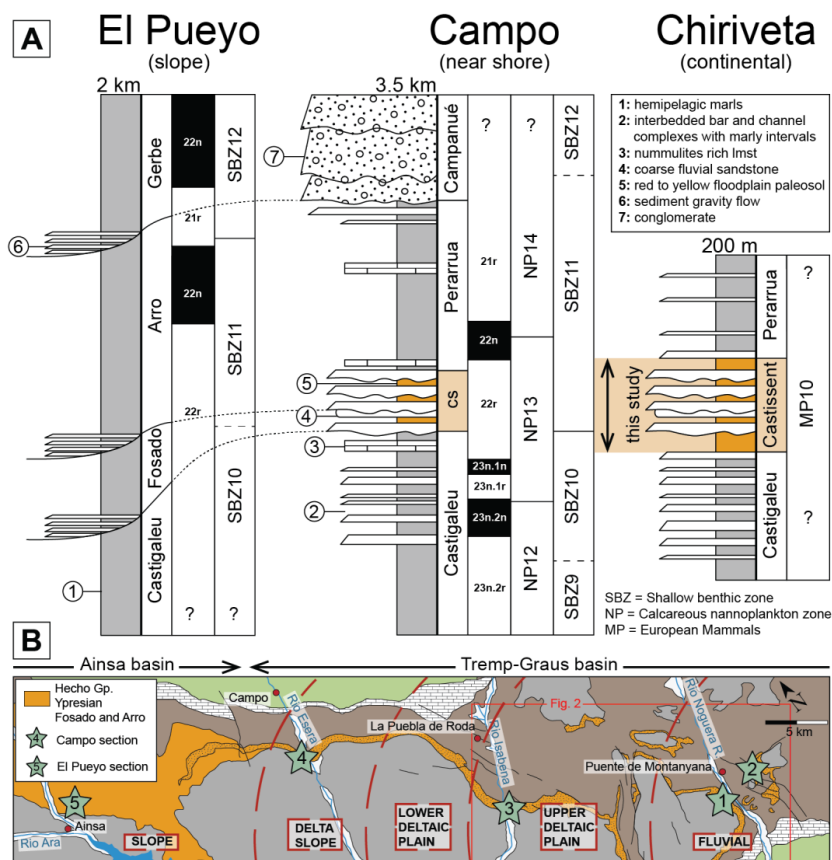 A
El Pueyo
(slope)
Campo
(near shore)
Chiriveta
(continental)
2 km
Gerbe
Arro
Fosado
Castigaleu
22n
21r
22n
22r
?
SBZ12
SBZ11
SBZ10
?
6
1
3.5 km
7
5
4
3
2
Campanué
Perarrua
cs
Castigaleu
?
21r
22n
22r
23n.1n
23n.1r
23n.2n
23n.2r
?
NP14
NP13
NP12
SBZ12
SBZ11
SBZ10
SBZ9
1: hemipelagic marls
2: interbedded bar and channel
complexes with marly intervals
3: nummulites rich lmst
4: coarse fluvial sandstone
5: red to yellow floodplain paleosol
6: sediment gravity flow
7: conglomerate
200 m
this study
Perarrua
Castissent
Castigaleu
?
MP10
?
SBZ = Shallow benthic zone
NP = Calcareous nannoplankton zone
MP = European Mammals
B
Ainsa basin
Tremp-Graus basin
Hecho Gp.
Ypresian
Fosado and Arro
4 Campo section
5 El Pueyo section
Campo
Rio Esera
La Puebla de Roda
Rio Isabena
Fig. 2
Rio Noguera R.
N
5 km
Puente de Montanyana
4
5
3
1
2
Ainsa
Rio Ara
SLOPE
DELTA
SLOPE
LOWER
DELTAIC
PLAIN
UPPER
DELTAIC
PLAIN
FLUVIAL